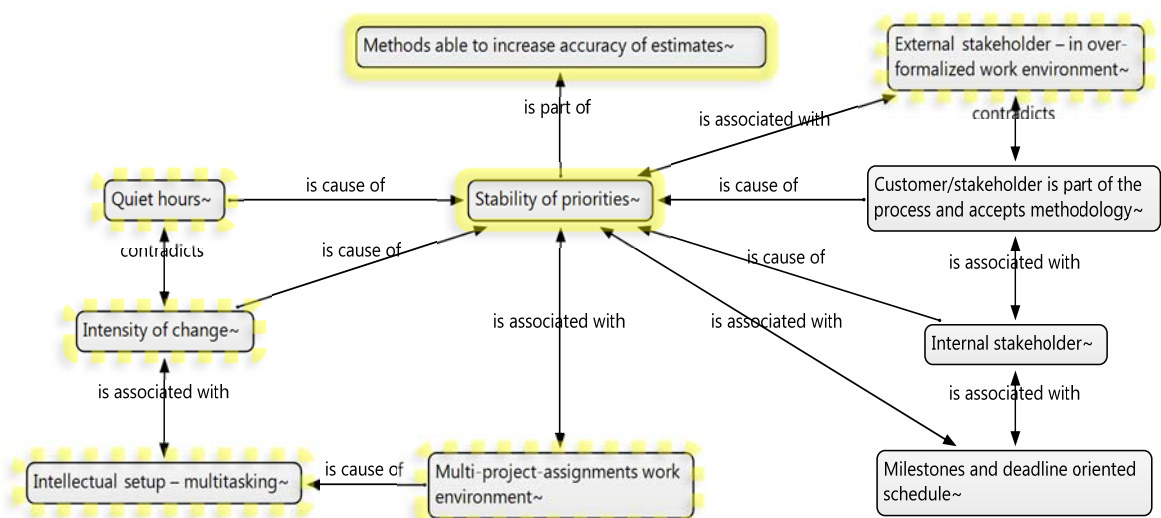 Methods able to increase accuracy of estimates~
External stakeholder – in over-
formalized work environment~
is part of
is associated with
contradicts
Quiet hours~
is cause of
Stability of priorities~
is cause of
Customer/stakeholder is part of the
process and accepts methodology~
contradicts
is cause of
is cause of
is associated with
Intensity of change~
is associated with
is associated with
Internal stakeholder~
is associated with
is associated with
Intellectual setup – multitasking~
is cause of
Multi-project-assignments work
environment~
Milestones and deadline oriented
schedule~